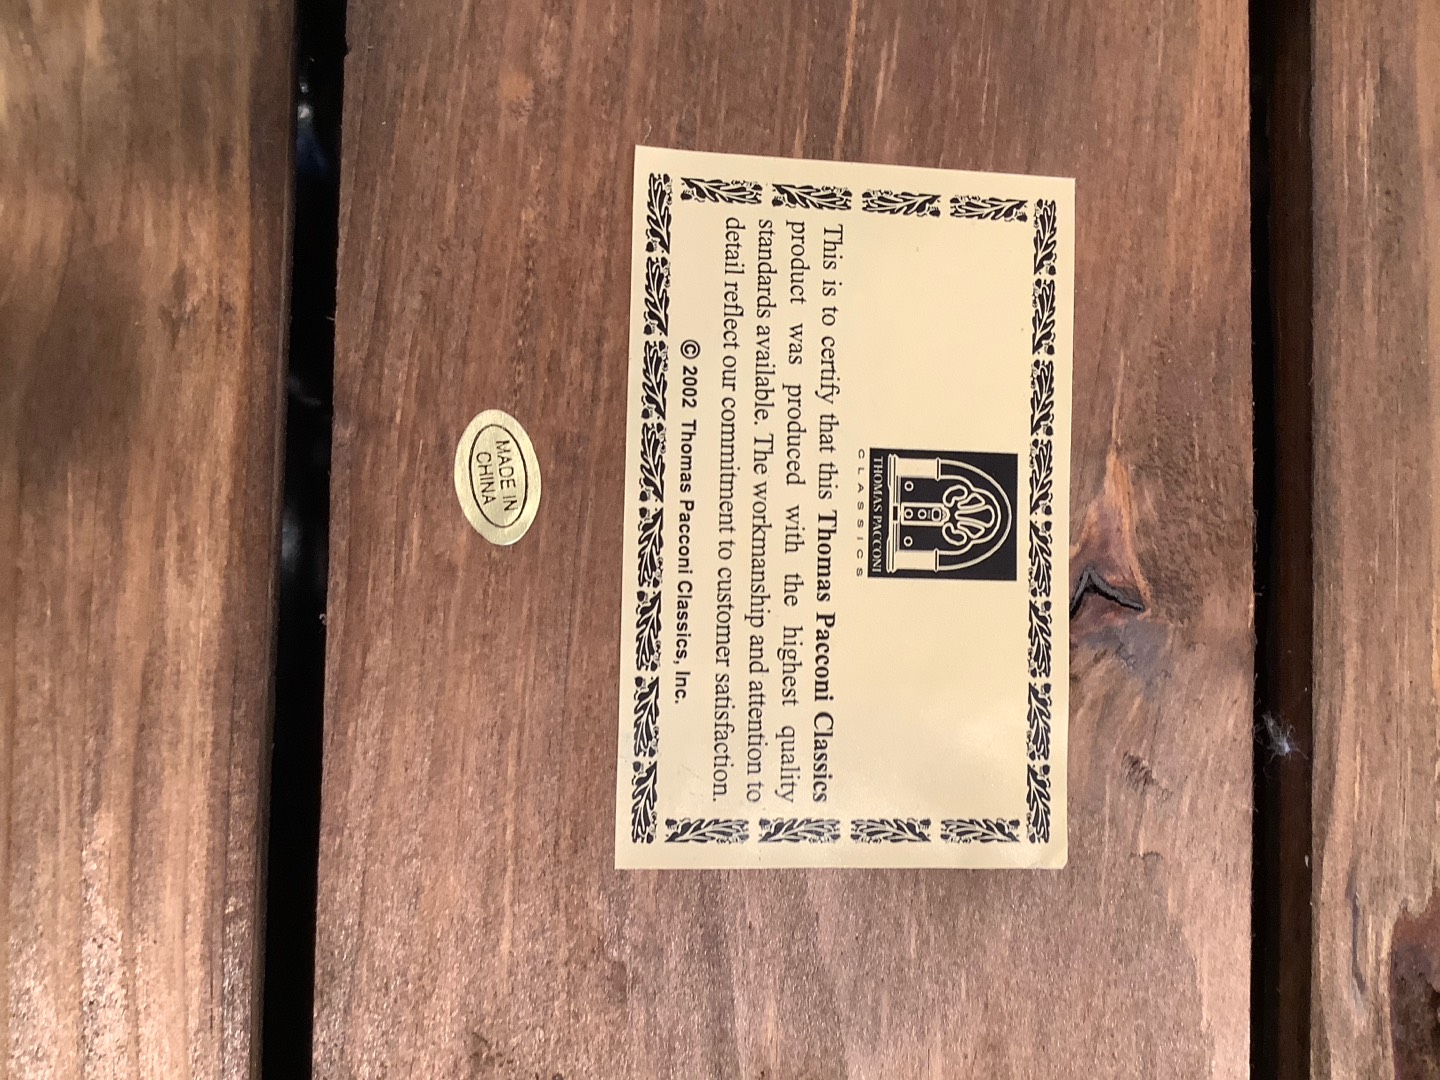 THOMAS PACCONI
CLASSICS
This is to certify that this Thomas Pacconi Classics
product was produced with the highest quality
standards available. The workmanship and attention to
detail reflect our commitment to customer satisfaction.
© 2002 Thomas Pacconi Classics, Inc.
MADE IN
CHINA